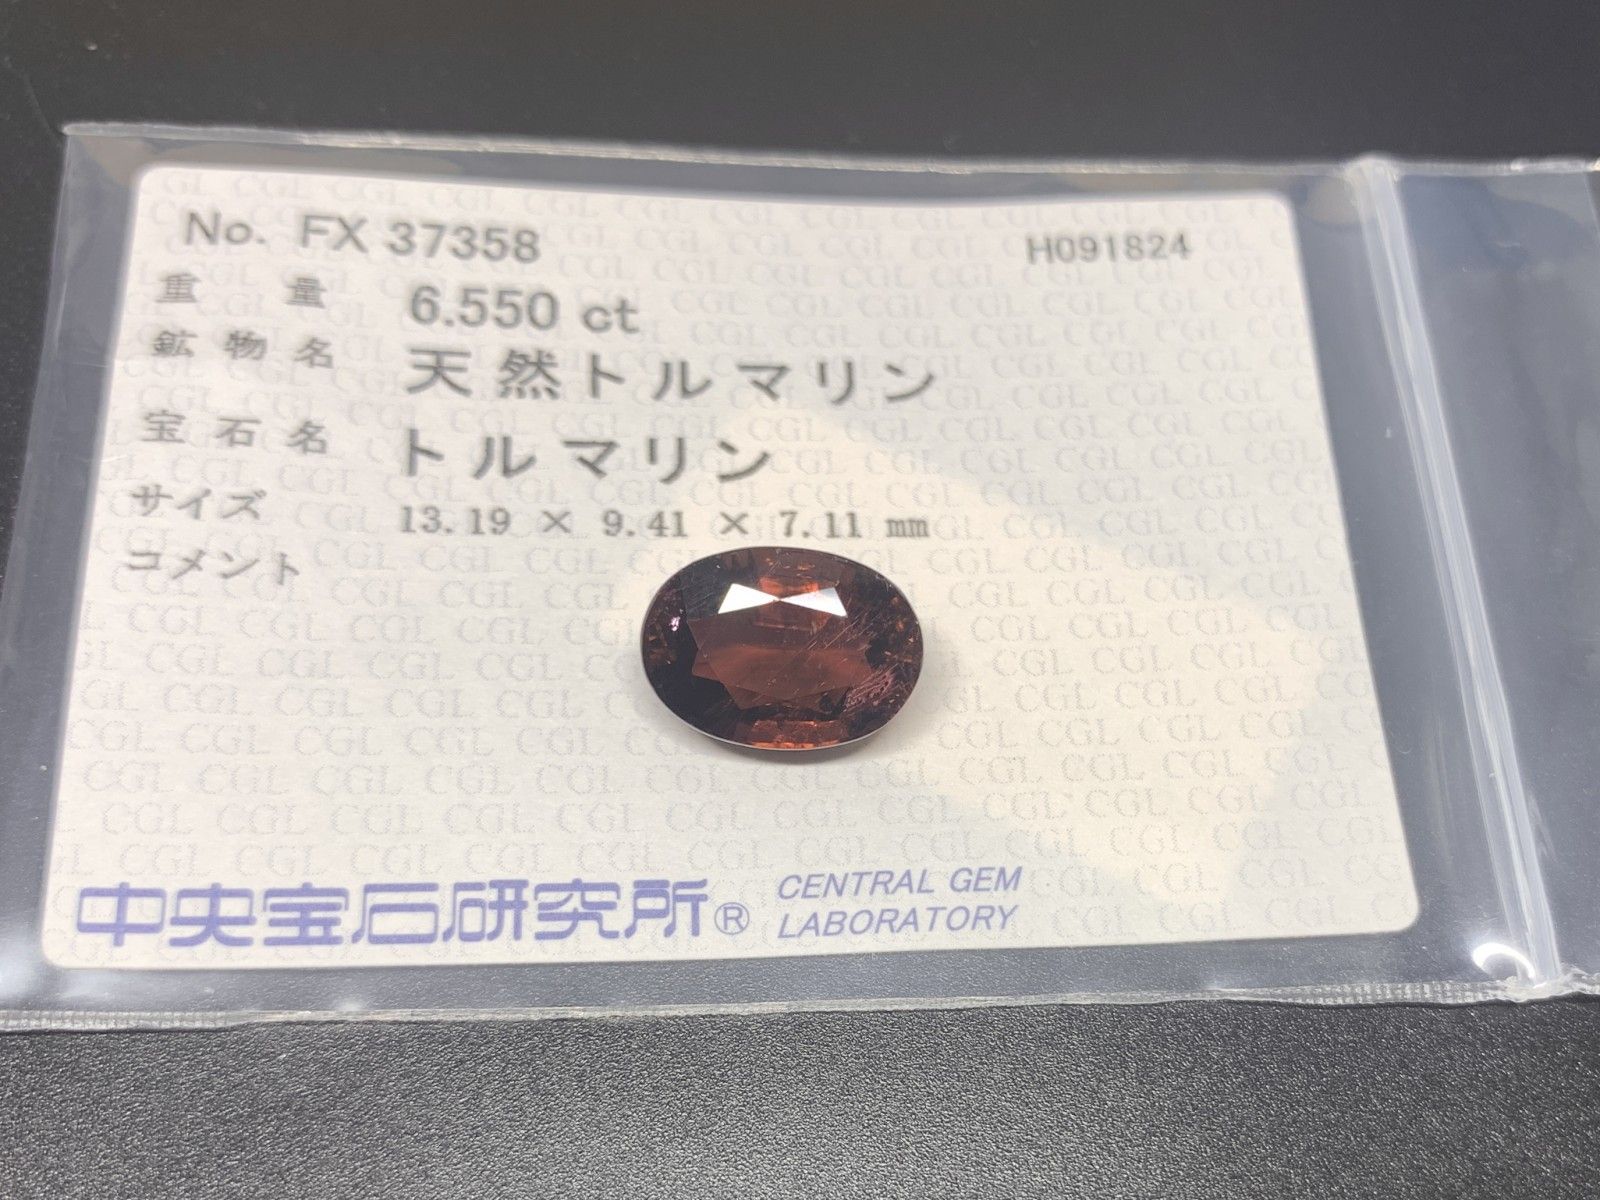 No. FX 37358 H091824
重量 6.550 ct
鉱物名 天然トルマリン
宝石名 トルマリン
サイズ 13.19 × 9.41 × 7.11 mm
コメント
中央宝石研究所® CENTRAL GEM LABORATORY